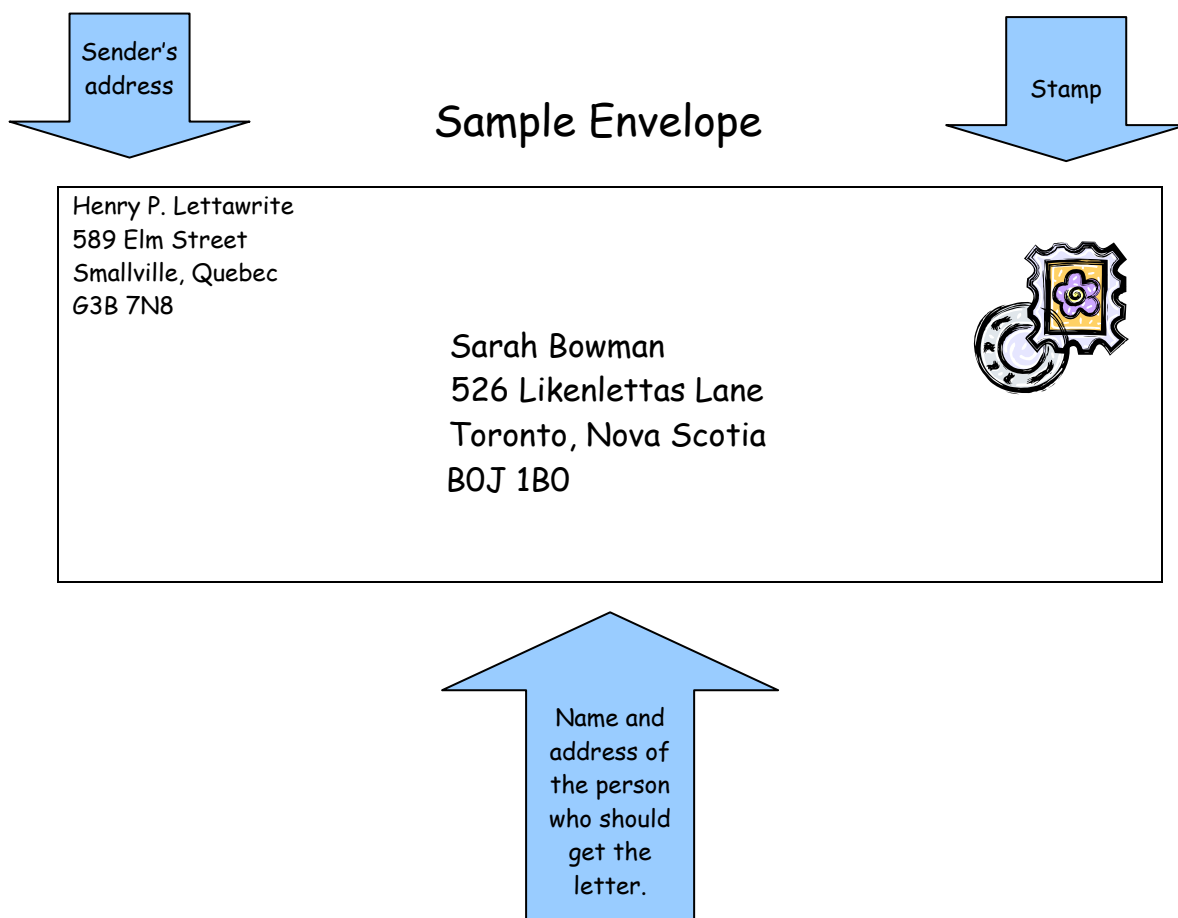 Sender's
address
Stamp
Sample Envelope
Henry P. Lettawrite
589 Elm Street
Smallville, Quebec
G3B 7N8
Sarah Bowman
526 Likenlettas Lane
Toronto, Nova Scotia
B0J 1B0
Name and
address of
the person
who should
get the
letter.